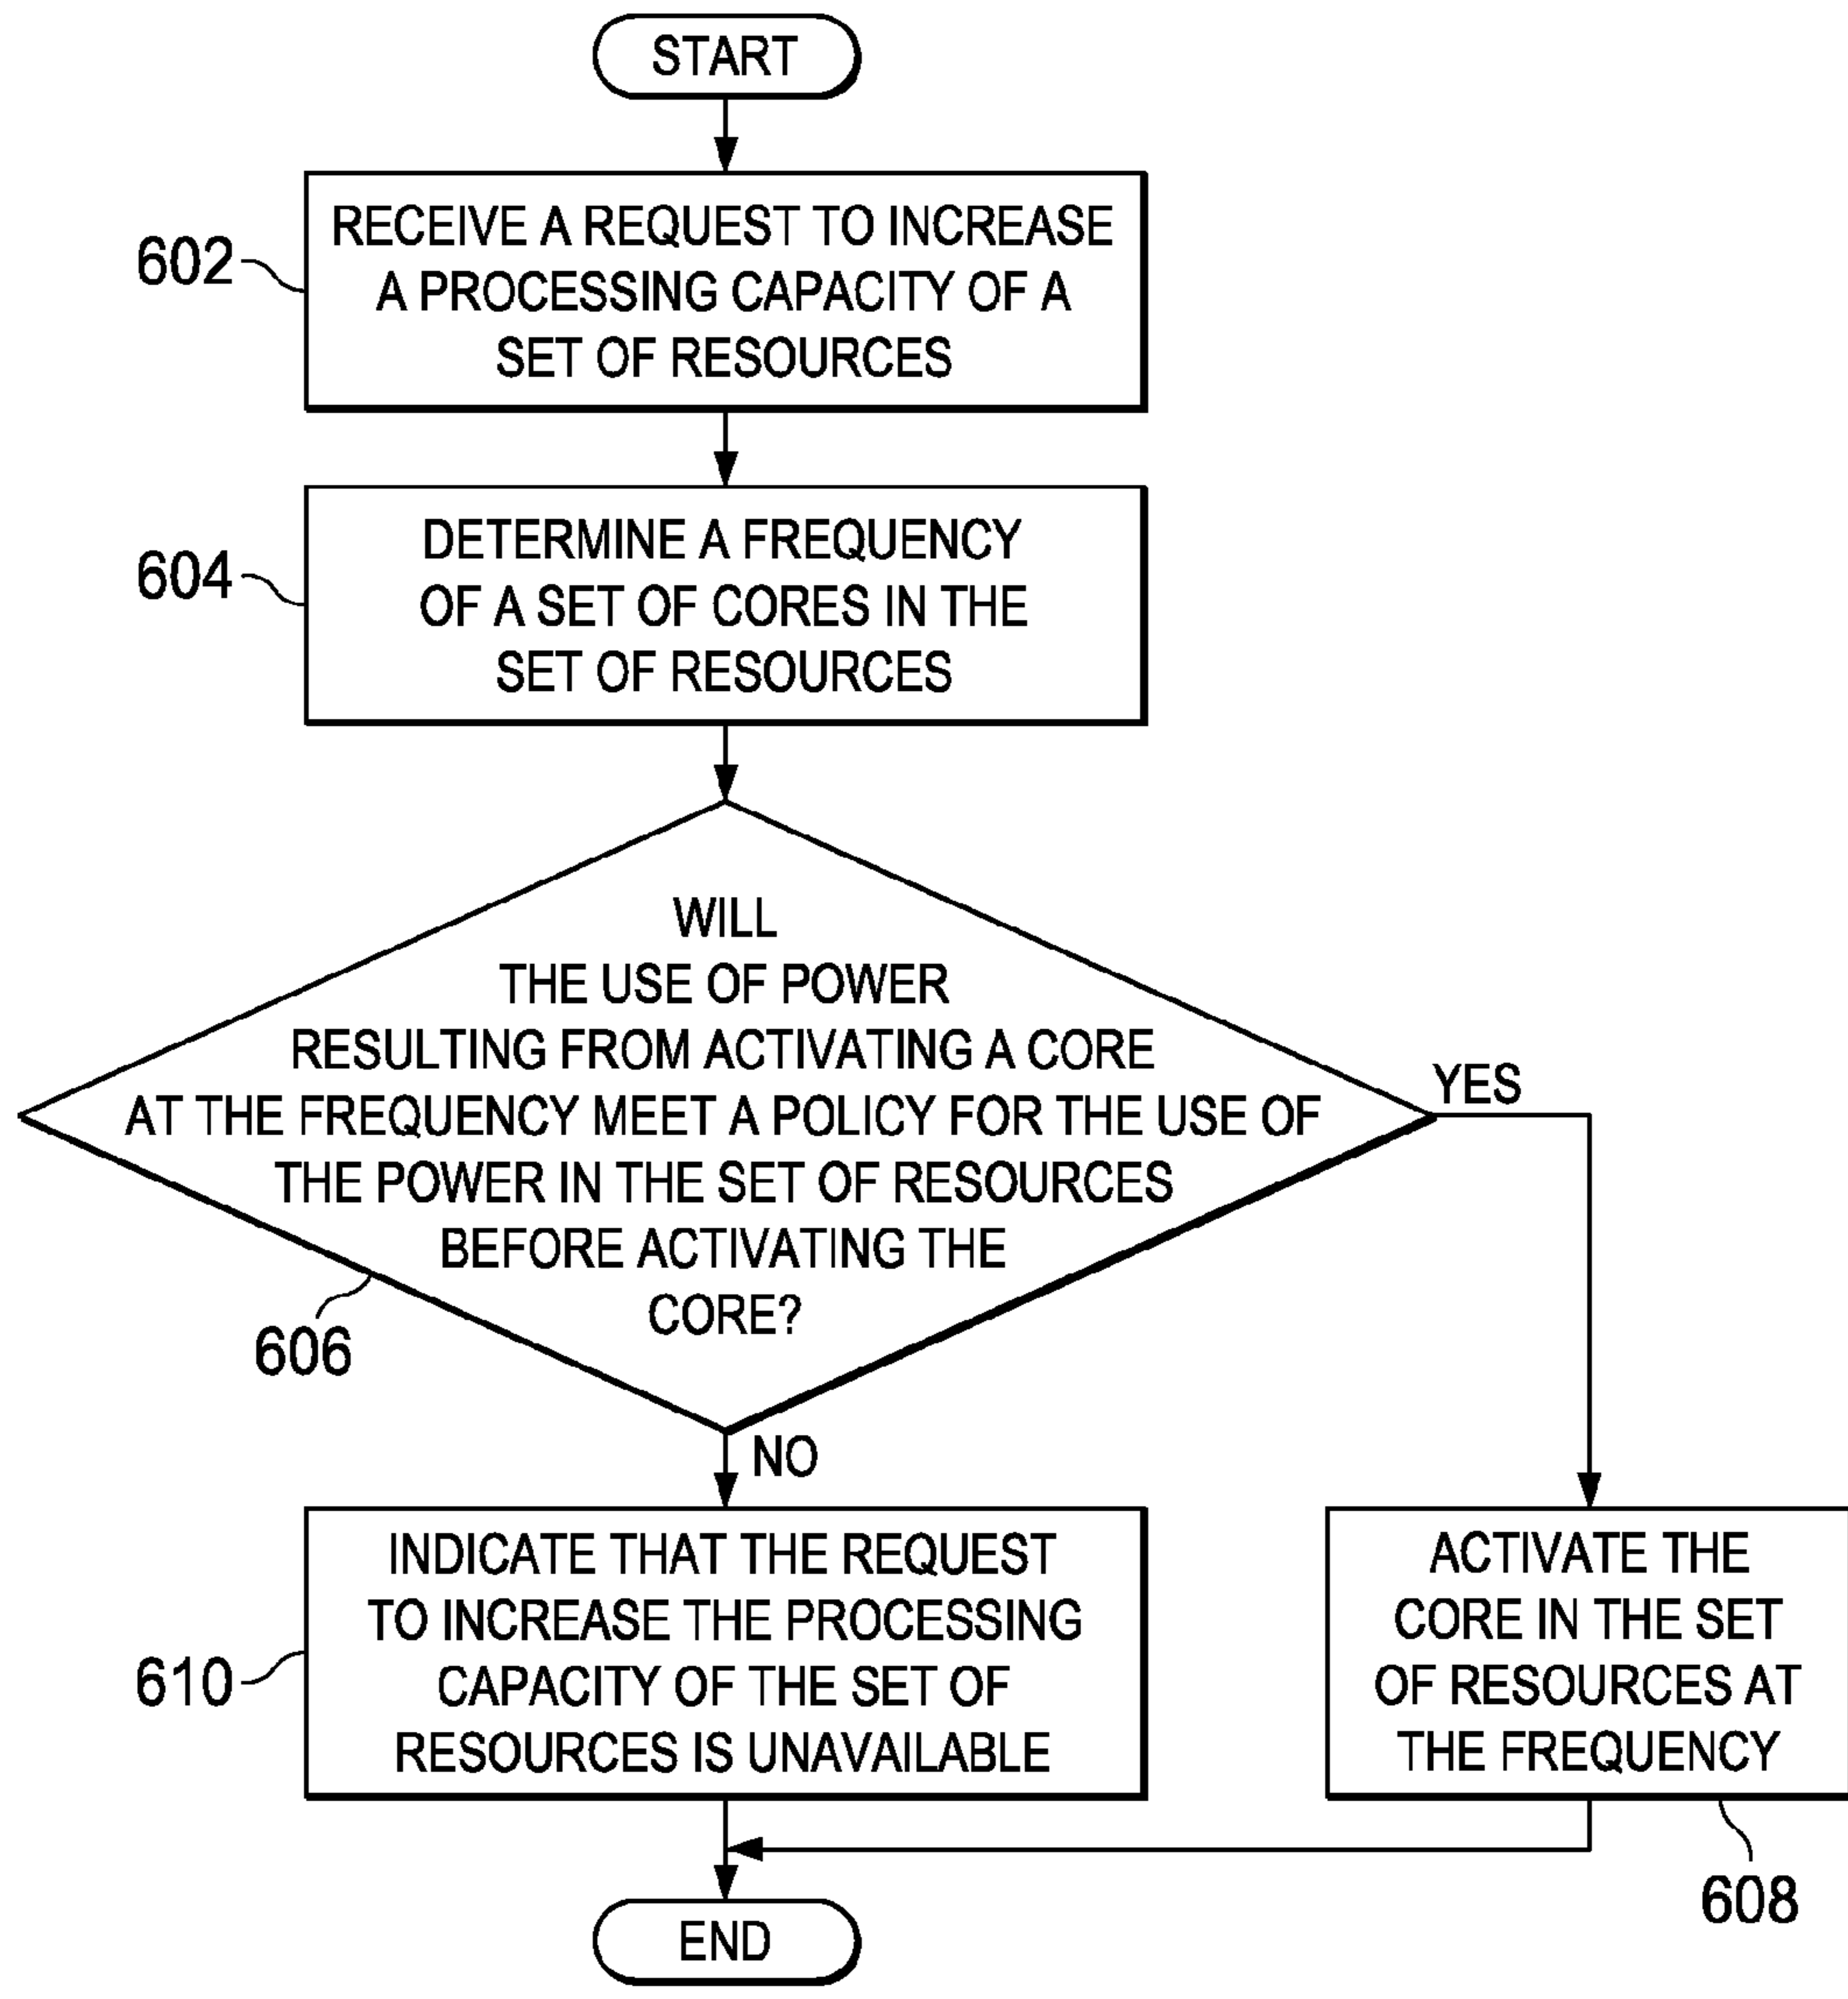 START
602
RECEIVE A REQUEST TO INCREASE
A PROCESSING CAPACITY OF A
SET OF RESOURCES
604
DETERMINE A FREQUENCY
OF A SET OF CORES IN THE
SET OF RESOURCES
WILL
THE USE OF POWER
RESULTING FROM ACTIVATING A CORE
AT THE FREQUENCY MEET A POLICY FOR THE USE OF
THE POWER IN THE SET OF RESOURCES
BEFORE ACTIVATING THE
CORE?
606
YES
NO
610
INDICATE THAT THE REQUEST
TO INCREASE THE PROCESSING
CAPACITY OF THE SET OF
RESOURCES IS UNAVAILABLE
ACTIVATE THE
CORE IN THE SET
OF RESOURCES AT
THE FREQUENCY
608
END